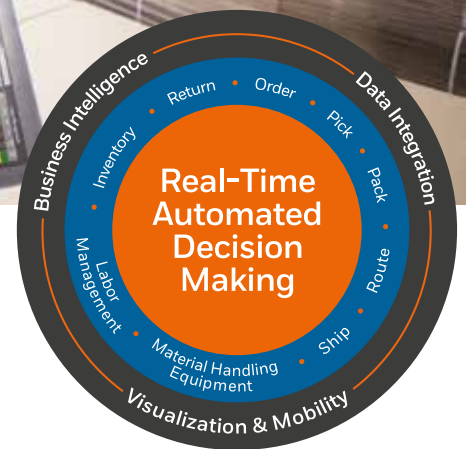 Business Intelligence
Data Integration
Visualization & Mobility
Return
Order
Pick
Pack
Route
Ship
Material Handling
Equipment
Labor
Management
Inventory
Real-Time
Automated
Decision
Making